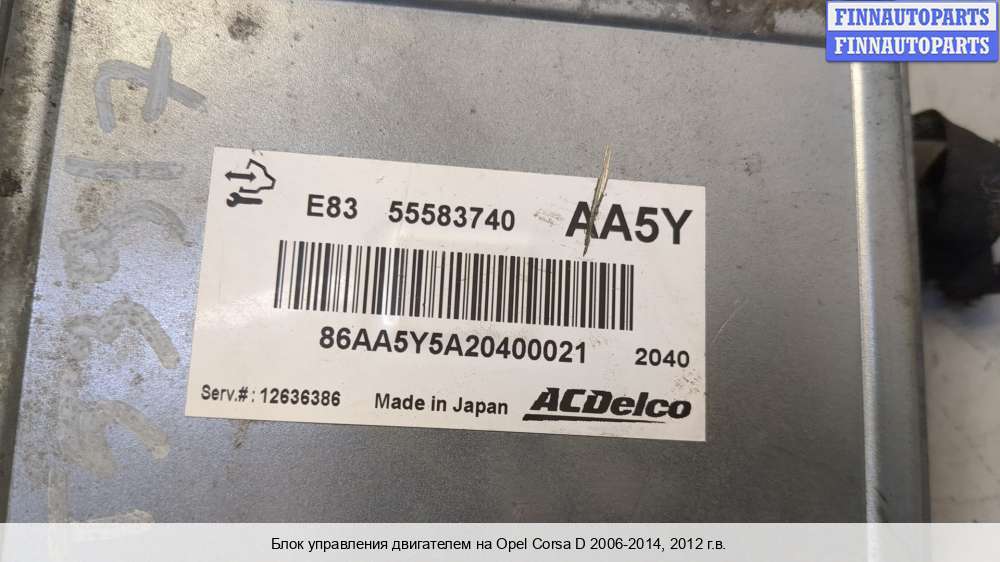 FINNAUTOPARTS
FINNAUTOPARTS
E83 55583740 AA5Y
86AA5Y5A20400021 2040
Serv.#: 12636386 Made in Japan ACDelco
Блок управления двигателем на Opel Corsa D 2006-2014, 2012 г.в.